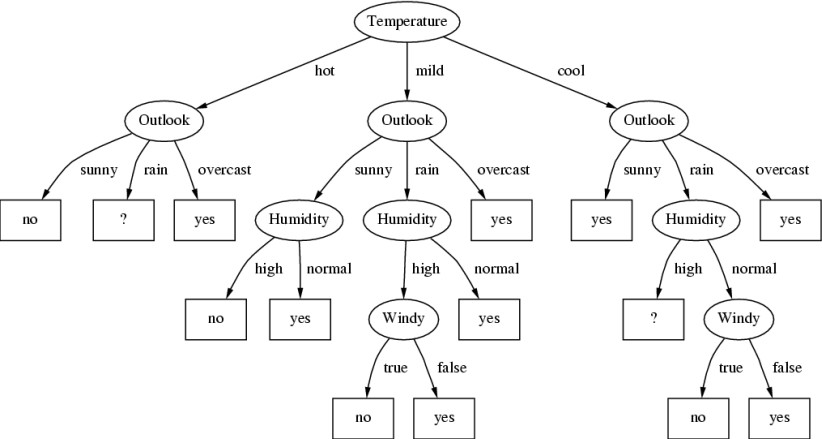 Temperature
hot mild cool
Outlook Outlook Outlook
sunny rain overcast sunny rain overcast sunny rain overcast
no ? yes Humidity Humidity yes yes Humidity yes
high normal high normal high normal
no yes Windy yes ? Windy
true false true false
no yes no yes